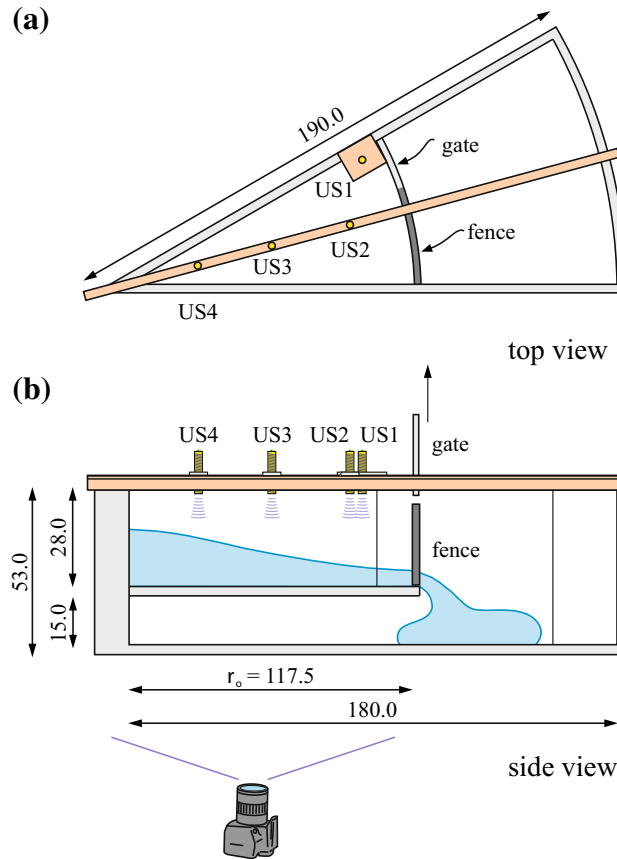 (a)
190.0
gate
US1
fence
US2
US3
US4
top view
(b)
US4 US3 US2 US1
gate
28.0
53.0
fence
15.0
r₀ = 117.5
180.0
side view